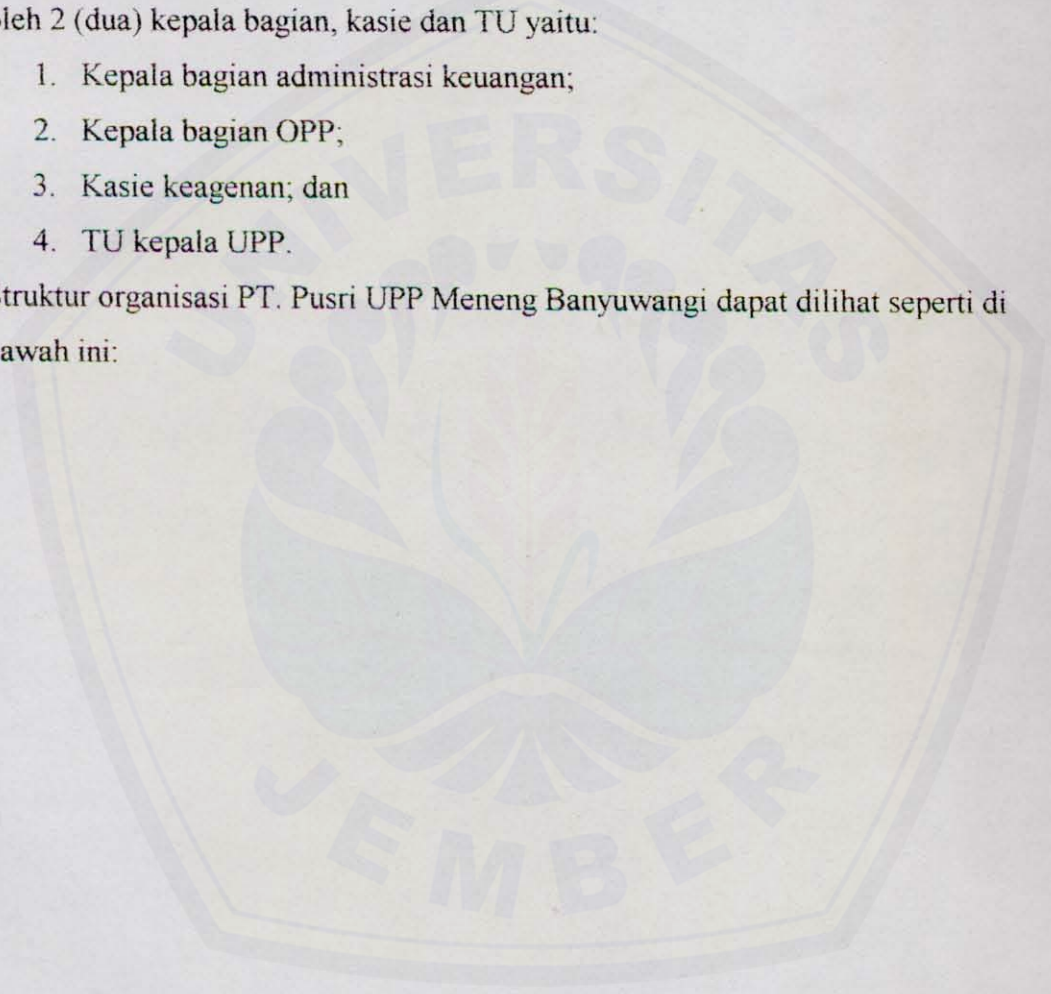 leh 2 (dua) kepala bagian, kasie dan TU yaitu:
1. Kepala bagian administrasi keuangan;
2. Kepala bagian OPP;
3. Kasie keagenan; dan
4. TU kepala UPP.
truktur organisasi PT. Pusri UPP Meneng Banyuwangi dapat dilihat seperti di
awah ini:
UNIVERSITAS
JEMBER